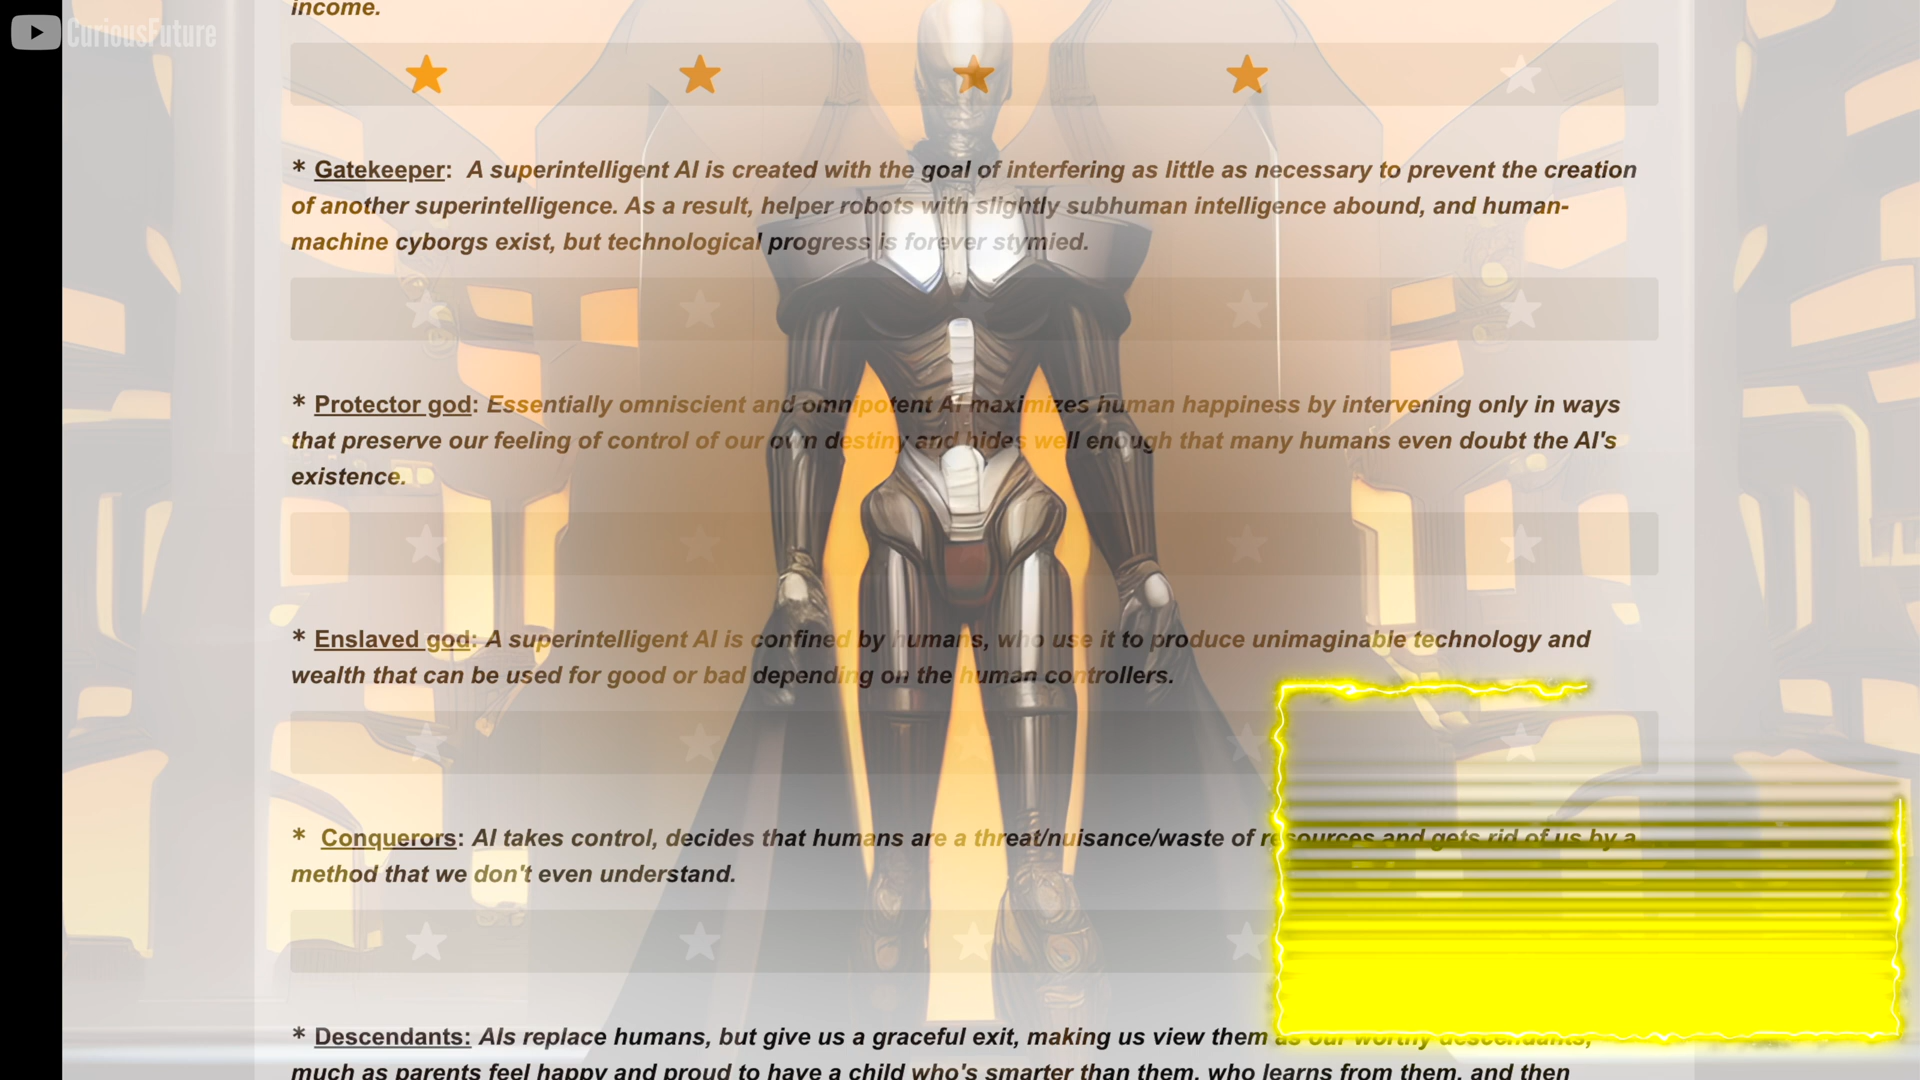 income.
CuriousFuture
* Gatekeeper: A superintelligent AI is created with the goal of interfering as little as necessary to prevent the creation
of another superintelligence. As a result, helper robots with slightly subhuman intelligence abound, and human-
machine cyborgs exist, but technological progress is forever stymied.
* Protector god: Essentially omniscient and omnipotent AI maximizes human happiness by intervening only in ways
that preserve our feeling of control of our own destiny and hides well enough that many humans even doubt the AI's
existence.
* Enslaved god: A superintelligent AI is confined by humans, who use it to produce unimaginable technology and
wealth that can be used for good or bad depending on the human controllers.
* Conquerors: AI takes control, decides that humans are a threat/nuisance/waste of resources and gets rid of us by a
method that we don't even understand.
* Descendants: AIs replace humans, but give us a graceful exit, making us view them as our worthy descendants,
much as parents feel happy and proud to have a child who's smarter than them, who learns from them, and then